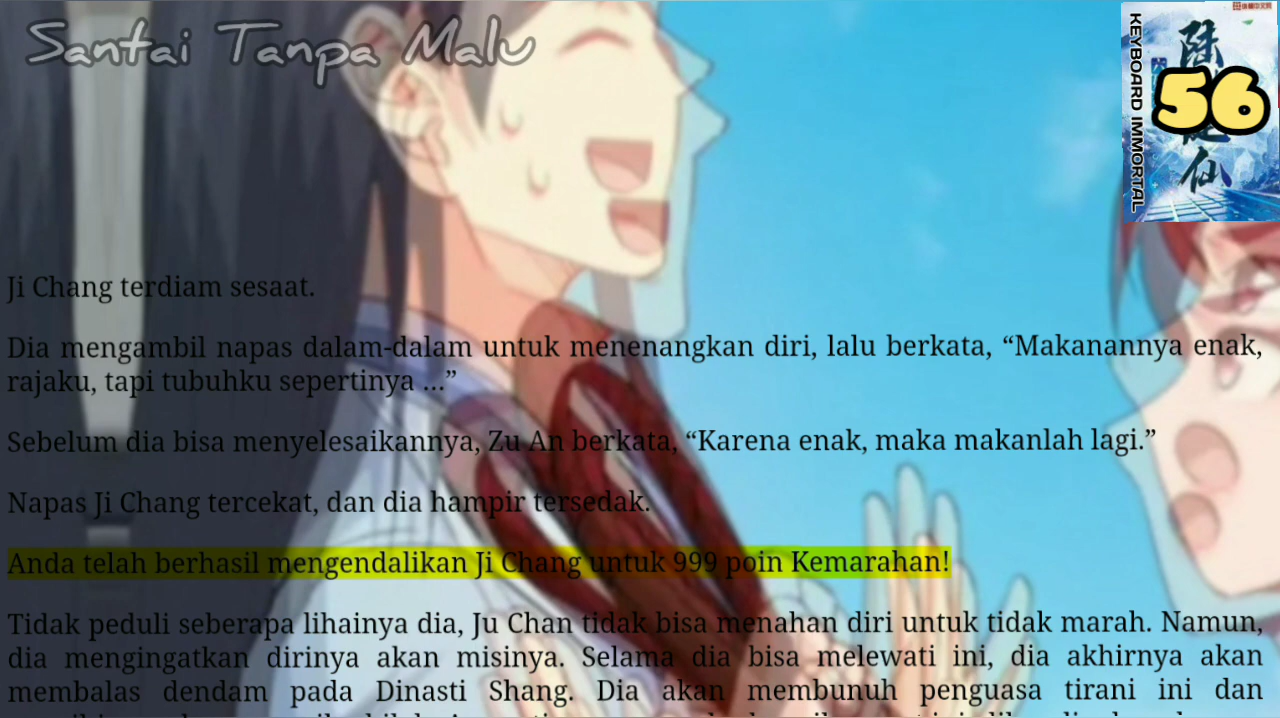 Santai Tanpa Malu
KEYBOARD IMMORTAL
陆
仙
56
Ji Chang terdiam sesaat.
Dia mengambil napas dalam-dalam untuk menenangkan diri, lalu berkata, “Makanannya enak,
rajaku, tapi tubuhku sepertinya ...”
Sebelum dia bisa menyelesaikannya, Zu An berkata, “Karena enak, maka makanlah lagi.”
Napas Ji Chang tercekat, dan dia hampir tersedak.
Anda telah berhasil mengendalikan Ji Chang untuk 999 poin Kemarahan!
Tidak peduli seberapa lihainya dia, Ju Chan tidak bisa menahan diri untuk tidak marah. Namun,
dia mengingatkan dirinya akan misinya. Selama dia bisa melewati ini, dia akhirnya akan
membalas dendam pada Dinasti Shang. Dia akan membunuh penguasa tirani ini dan